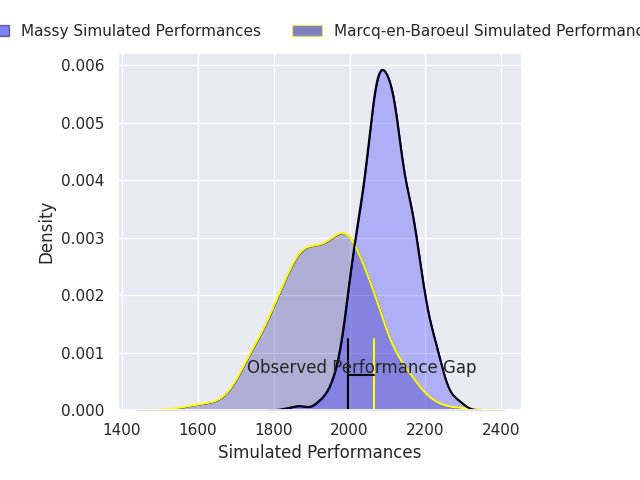 Massy Simulated Performances
Marcq-en-Baroeul Simulated
0.006
0.005
0.004
0.003
0.002
0.001
0.000
Density
Observed Performance Gap
1400 1600 1800 2000 2200 2400
Simulated Performances